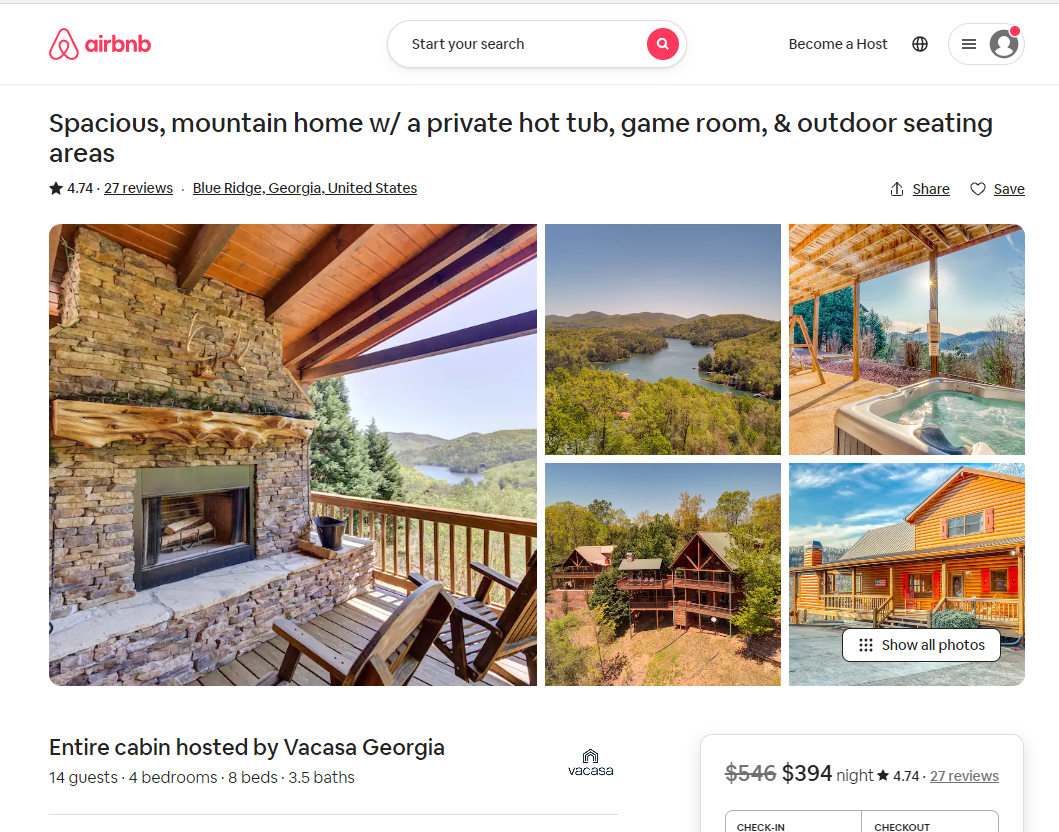 airbnb
Start your search
Become a Host
Spacious, mountain home w/ a private hot tub, game room, & outdoor seating
areas
4.74 · 27 reviews · Blue Ridge, Georgia, United States
Share
Save
Show all photos
Entire cabin hosted by Vacasa Georgia
14 guests · 4 bedrooms · 8 beds · 3.5 baths
vacasa
$546 $394 night 4.74 · 27 reviews
CHECK-IN
CHECKOUT